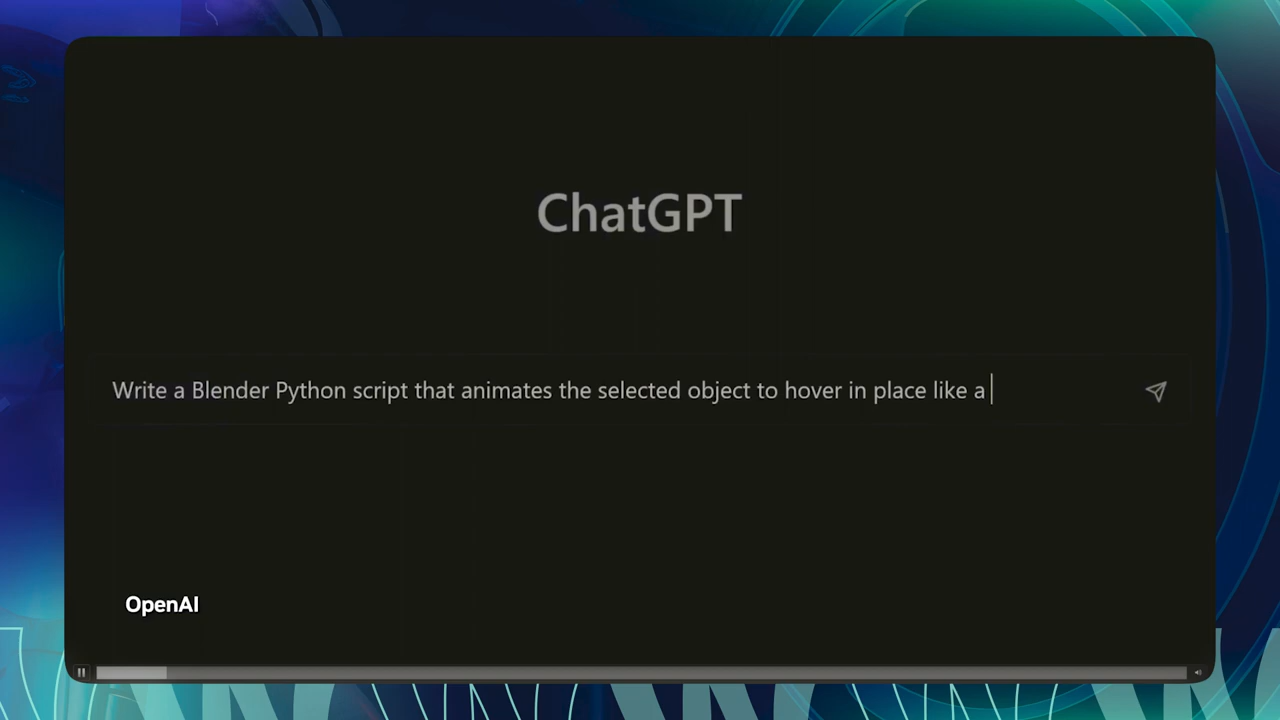 ChatGPT
Write a Blender Python script that animates the selected object to hover in place like a
OpenAI